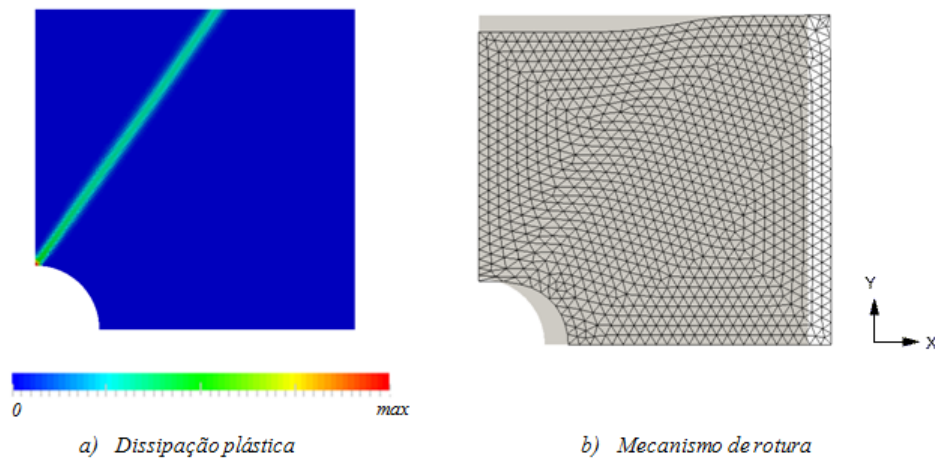 Y
X
0
max
a) Dissipação plástica
b) Mecanismo de rotura